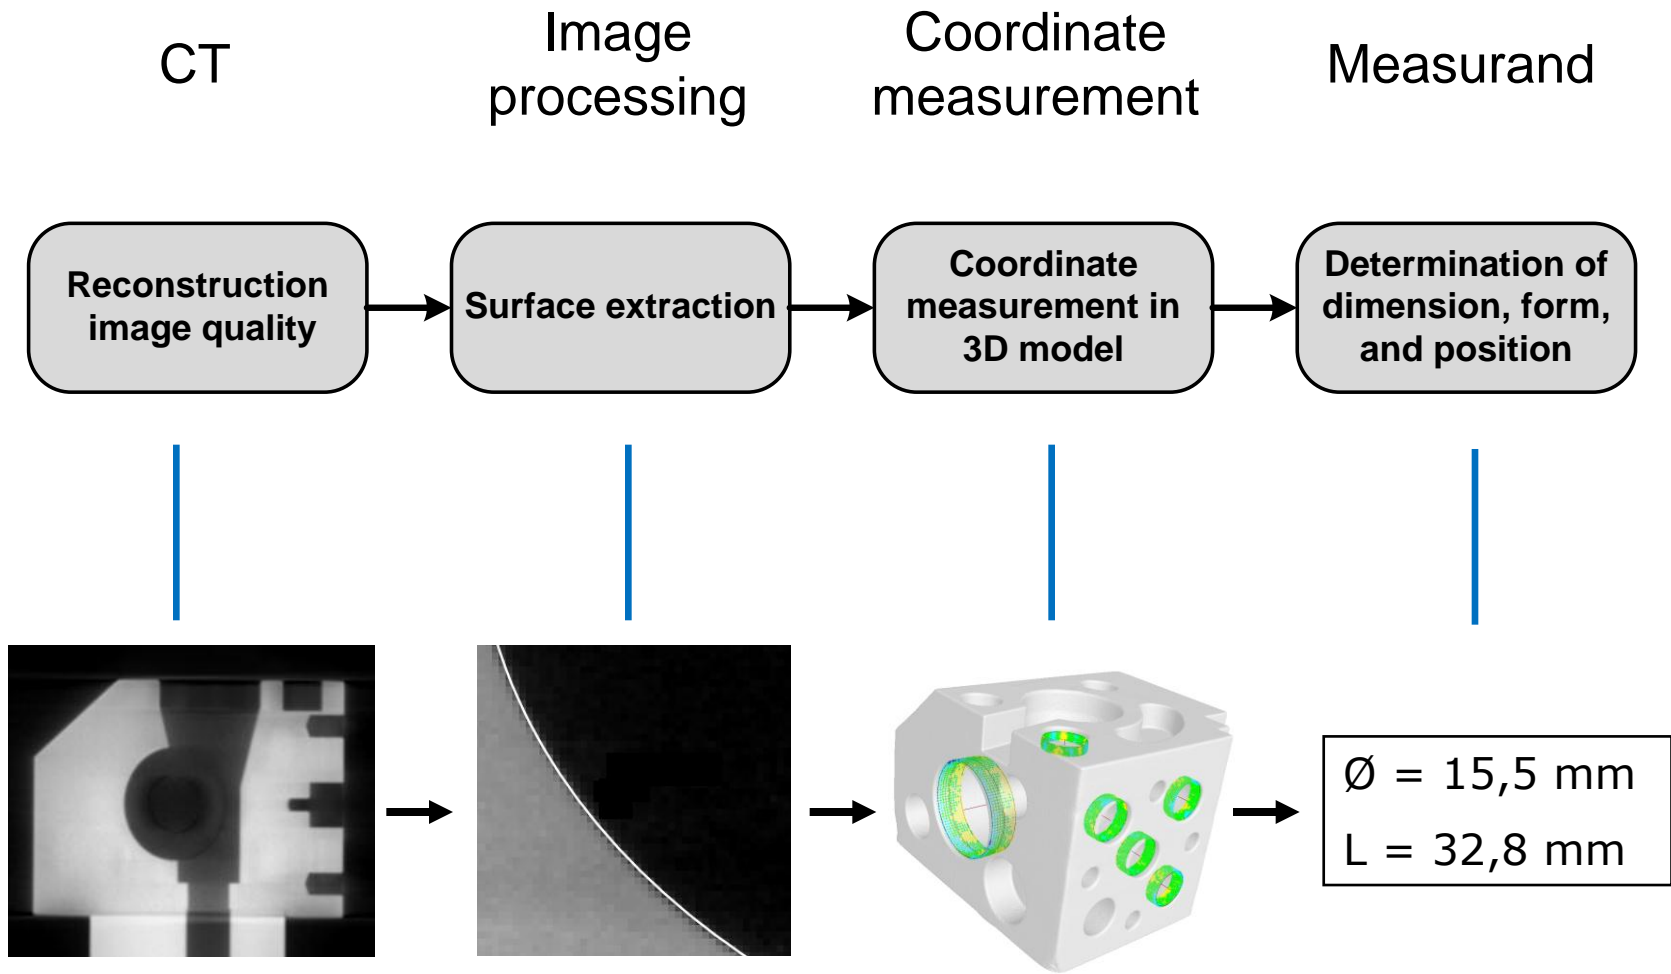 CT
Image
processing
Coordinate
measurement
Measurand
Reconstruction
image quality
Surface extraction
Coordinate
measurement in
3D model
Determination of
dimension, form,
and position
Ø = 15,5 mm
L = 32,8 mm